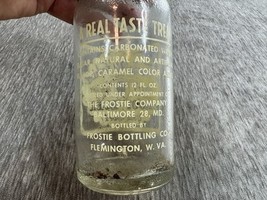 A REAL TASTE TREAT
CONTAINS CARBONATED
NATURAL AND
CARAMEL COLOR
CONTENTS 12 FL. OZ.
UNDER APPOINTMENT
THE FROSTIE COMPANY
BALTIMORE 28, MD.
BOTTLED BY
FROSTIE BOTTLING CO.
FLEMINGTON, W. VA.